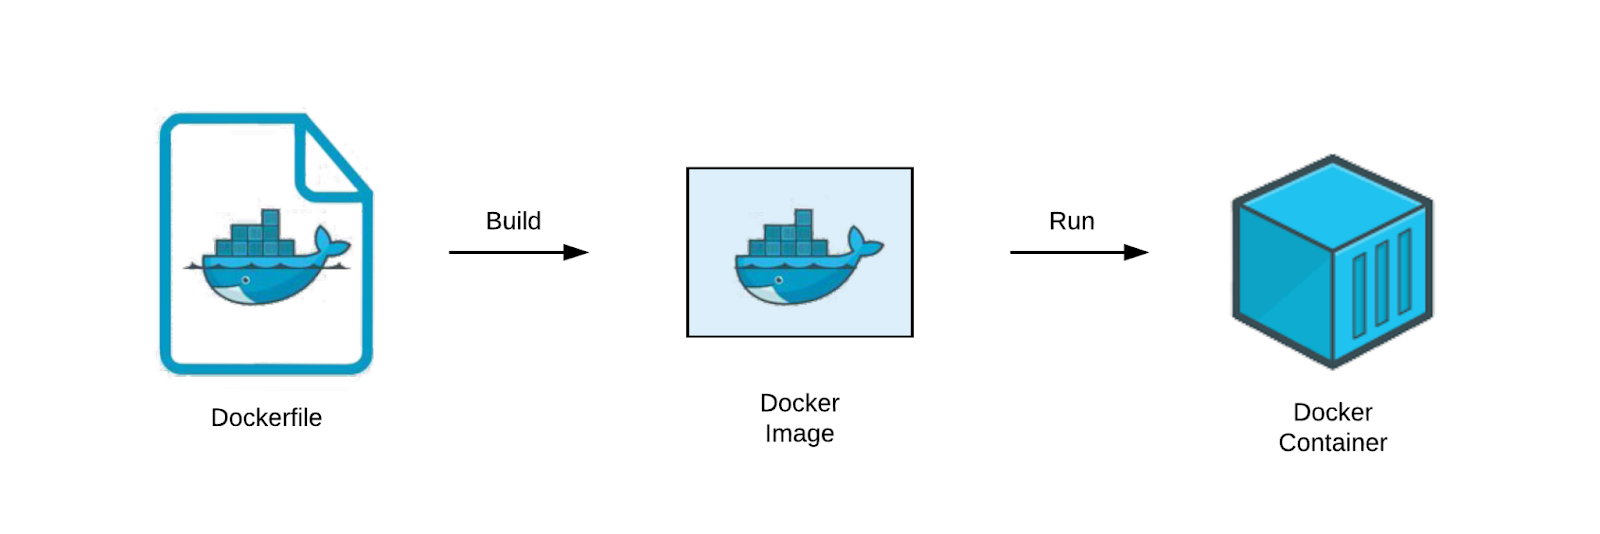 Build
Run
Dockerfile
Docker
Image
Docker
Container